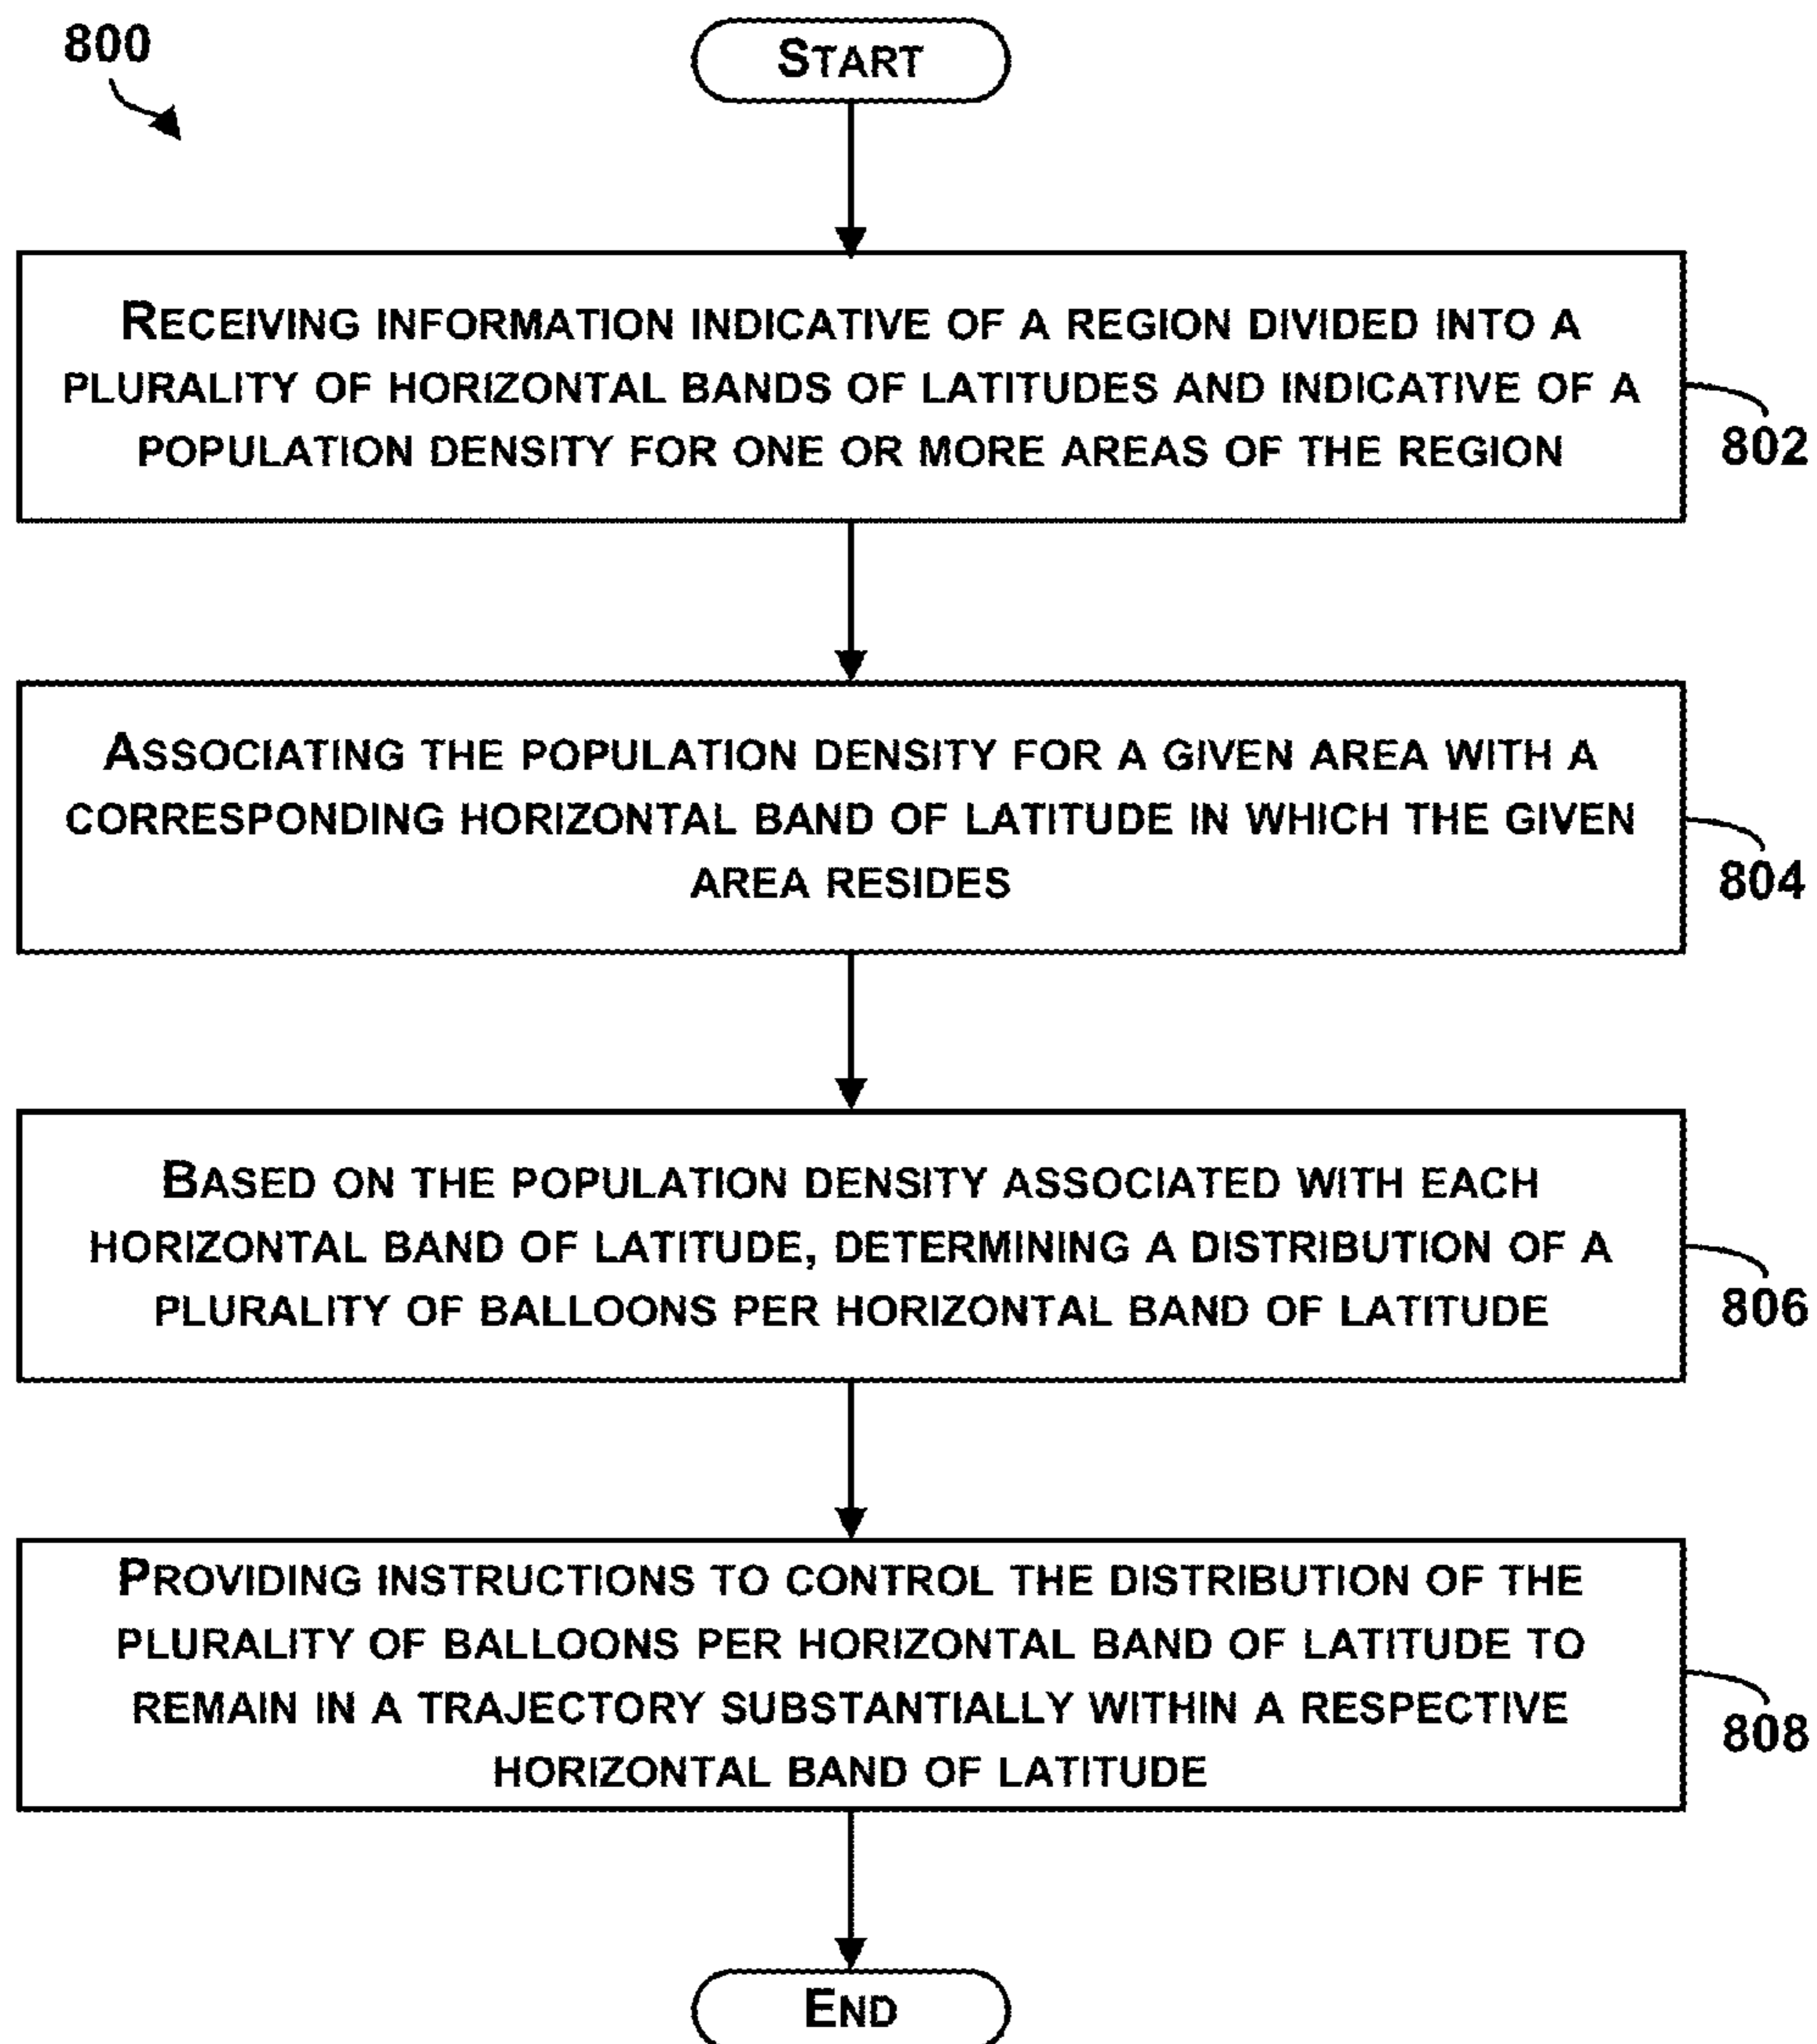 800
START
RECEIVING INFORMATION INDICATIVE OF A REGION DIVIDED INTO A
PLURALITY OF HORIZONTAL BANDS OF LATITUDES AND INDICATIVE OF A
POPULATION DENSITY FOR ONE OR MORE AREAS OF THE REGION
802
ASSOCIATING THE POPULATION DENSITY FOR A GIVEN AREA WITH A
CORRESPONDING HORIZONTAL BAND OF LATITUDE IN WHICH THE GIVEN
AREA RESIDES
804
BASED ON THE POPULATION DENSITY ASSOCIATED WITH EACH
HORIZONTAL BAND OF LATITUDE, DETERMINING A DISTRIBUTION OF A
PLURALITY OF BALLOONS PER HORIZONTAL BAND OF LATITUDE
806
PROVIDING INSTRUCTIONS TO CONTROL THE DISTRIBUTION OF THE
PLURALITY OF BALLOONS PER HORIZONTAL BAND OF LATITUDE TO
REMAIN IN A TRAJECTORY SUBSTANTIALLY WITHIN A RESPECTIVE
HORIZONTAL BAND OF LATITUDE
808
END